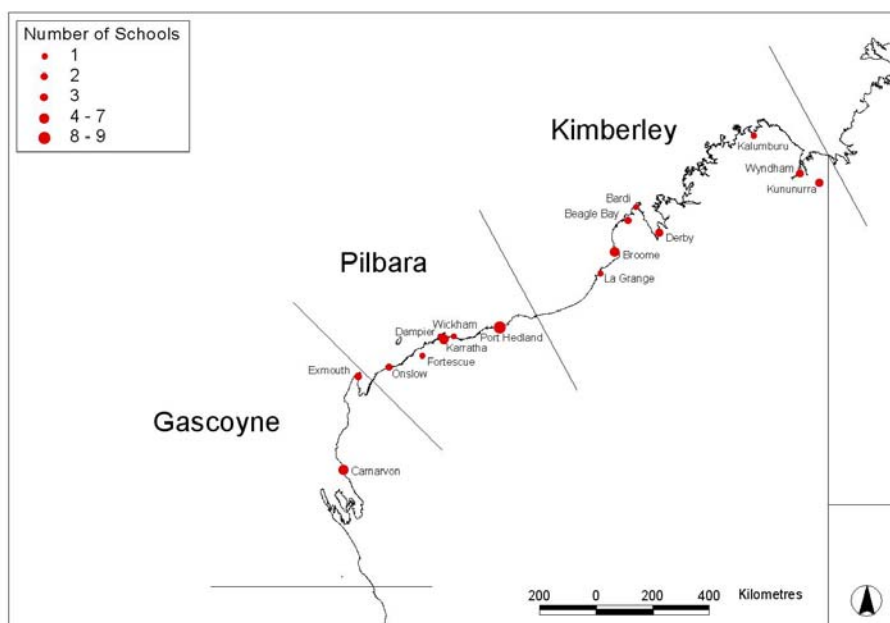 Number of Schools
1
2
3
4 - 7
8 - 9
Kimberley
Kalumburu
Wyndham
Kununurra
Bardi
Beagle Bay
Derby
Broome
La Grange
Pilbara
Wickham
Dampier
Port Hedland
Karratha
Fortescue
Exmouth
Onslow
Gascoyne
Carnarvon
200 0 200 400 Kilometres